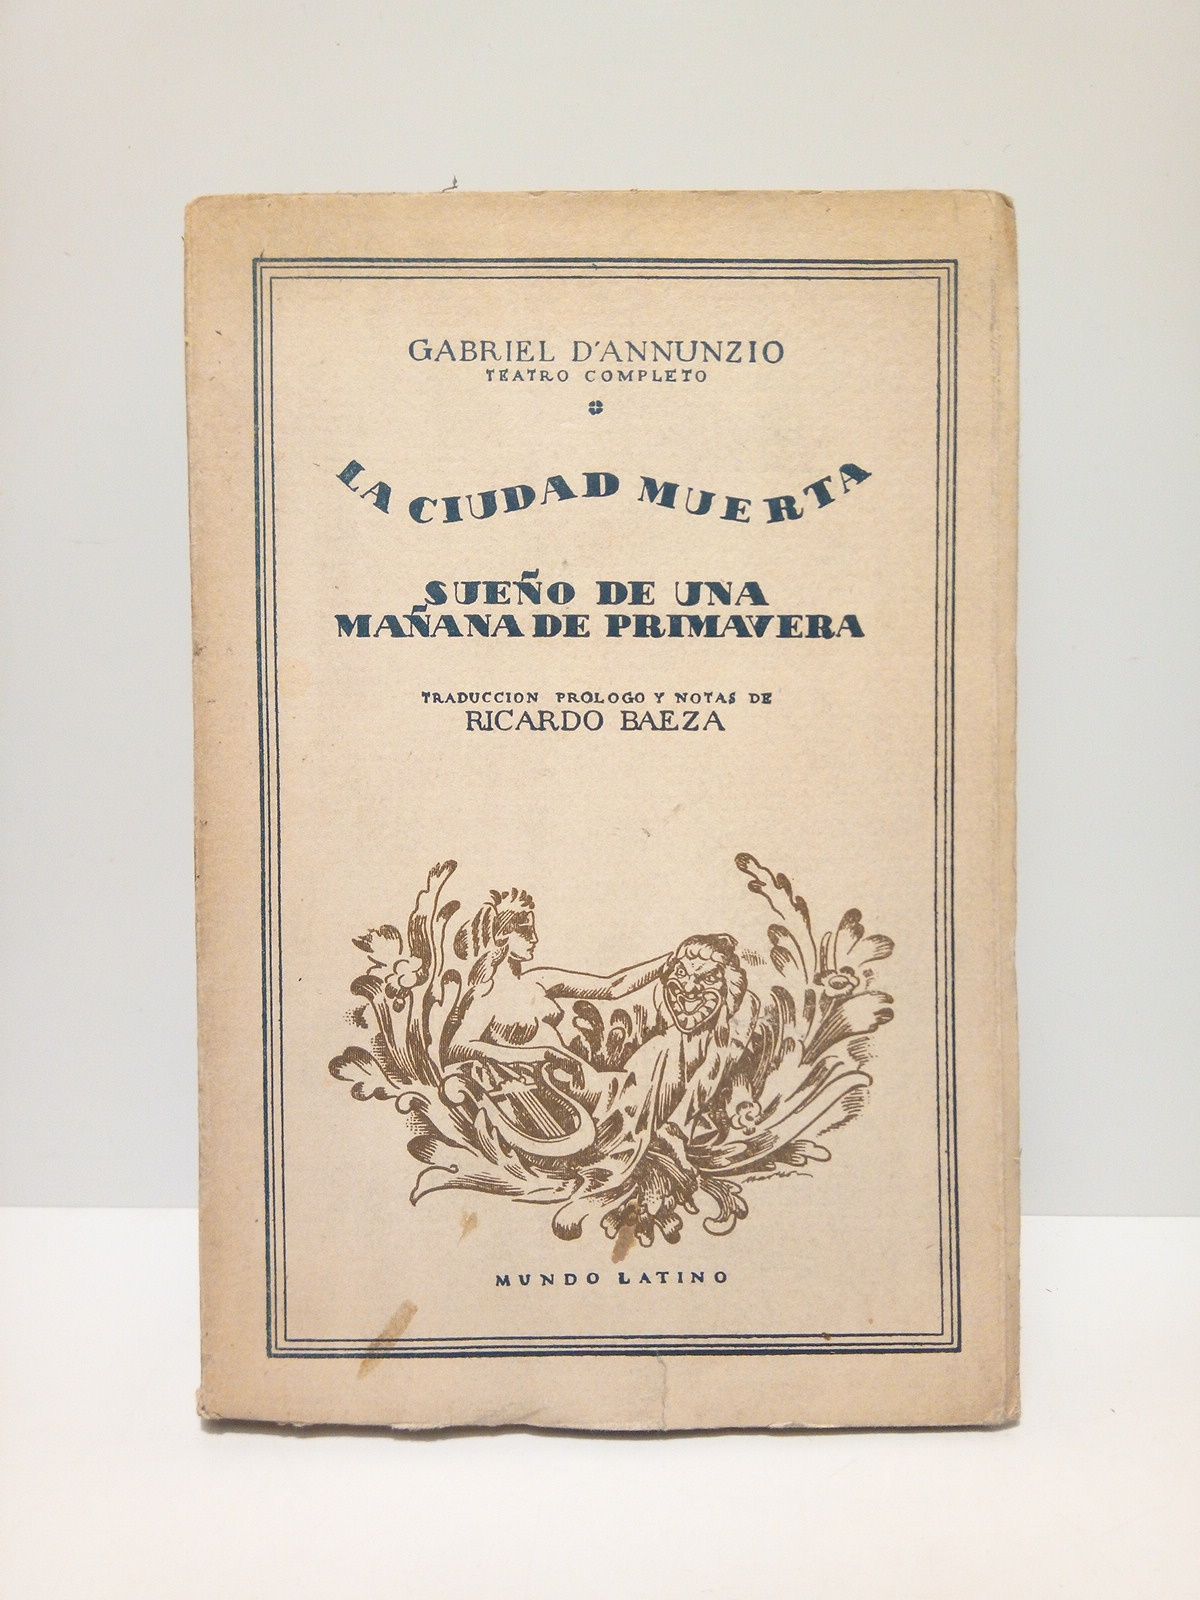 GABRIEL D'ANNUNZIO
TEATRO COMPLETO
LA CIUDAD MUERTA
SUEÑO DE UNA
MAÑANA DE PRIMAVERA
TRADUCCION PROLOGO Y NOTAS DE
RICARDO BAEZA
MUNDO LATINO